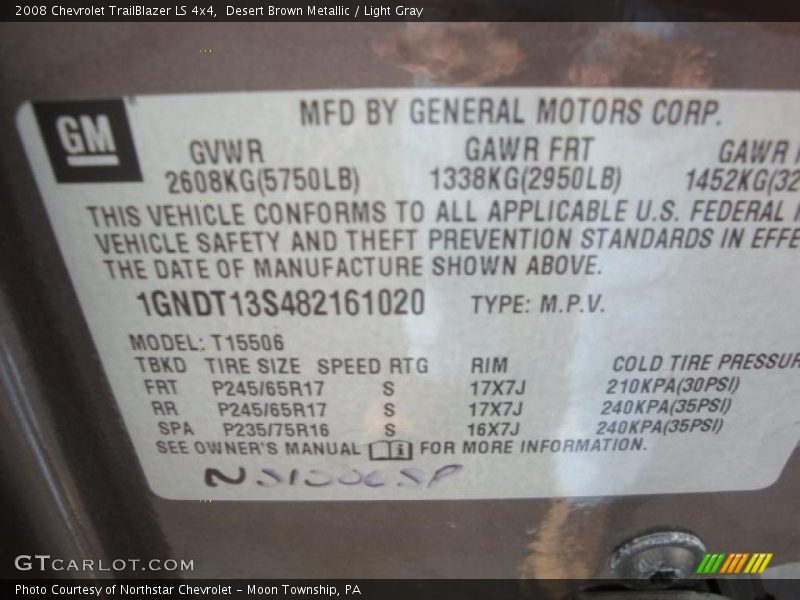 2008 Chevrolet TrailBlazer LS 4x4, Desert Brown Metallic / Light Gray
MFD BY GENERAL MOTORS CORP.
GM
GVWR GAWR FRT GAWR
2608KG(5750LB) 1338KG(2950LB) 1452KG(32
THIS VEHICLE CONFORMS TO ALL APPLICABLE U.S. FEDERAL
VEHICLE SAFETY AND THEFT PREVENTION STANDARDS IN EFFE
THE DATE OF MANUFACTURE SHOWN ABOVE.
1GNDT13S482161020 TYPE: M.P.V.
MODEL: T15506
TBKD TIRE SIZE SPEED RTG RIM COLD TIRE PRESSUR
FRT P245/65R17 S 17X7J 210KPA(30PSI)
RR P245/65R17 S 17X7J 240KPA(35PSI)
SPA P235/75R16 S 16X7J 240KPA(35PSI)
SEE OWNER'S MANUAL FOR MORE INFORMATION.
GTCARLOT.COM
Photo Courtesy of Northstar Chevrolet – Moon Township, PA